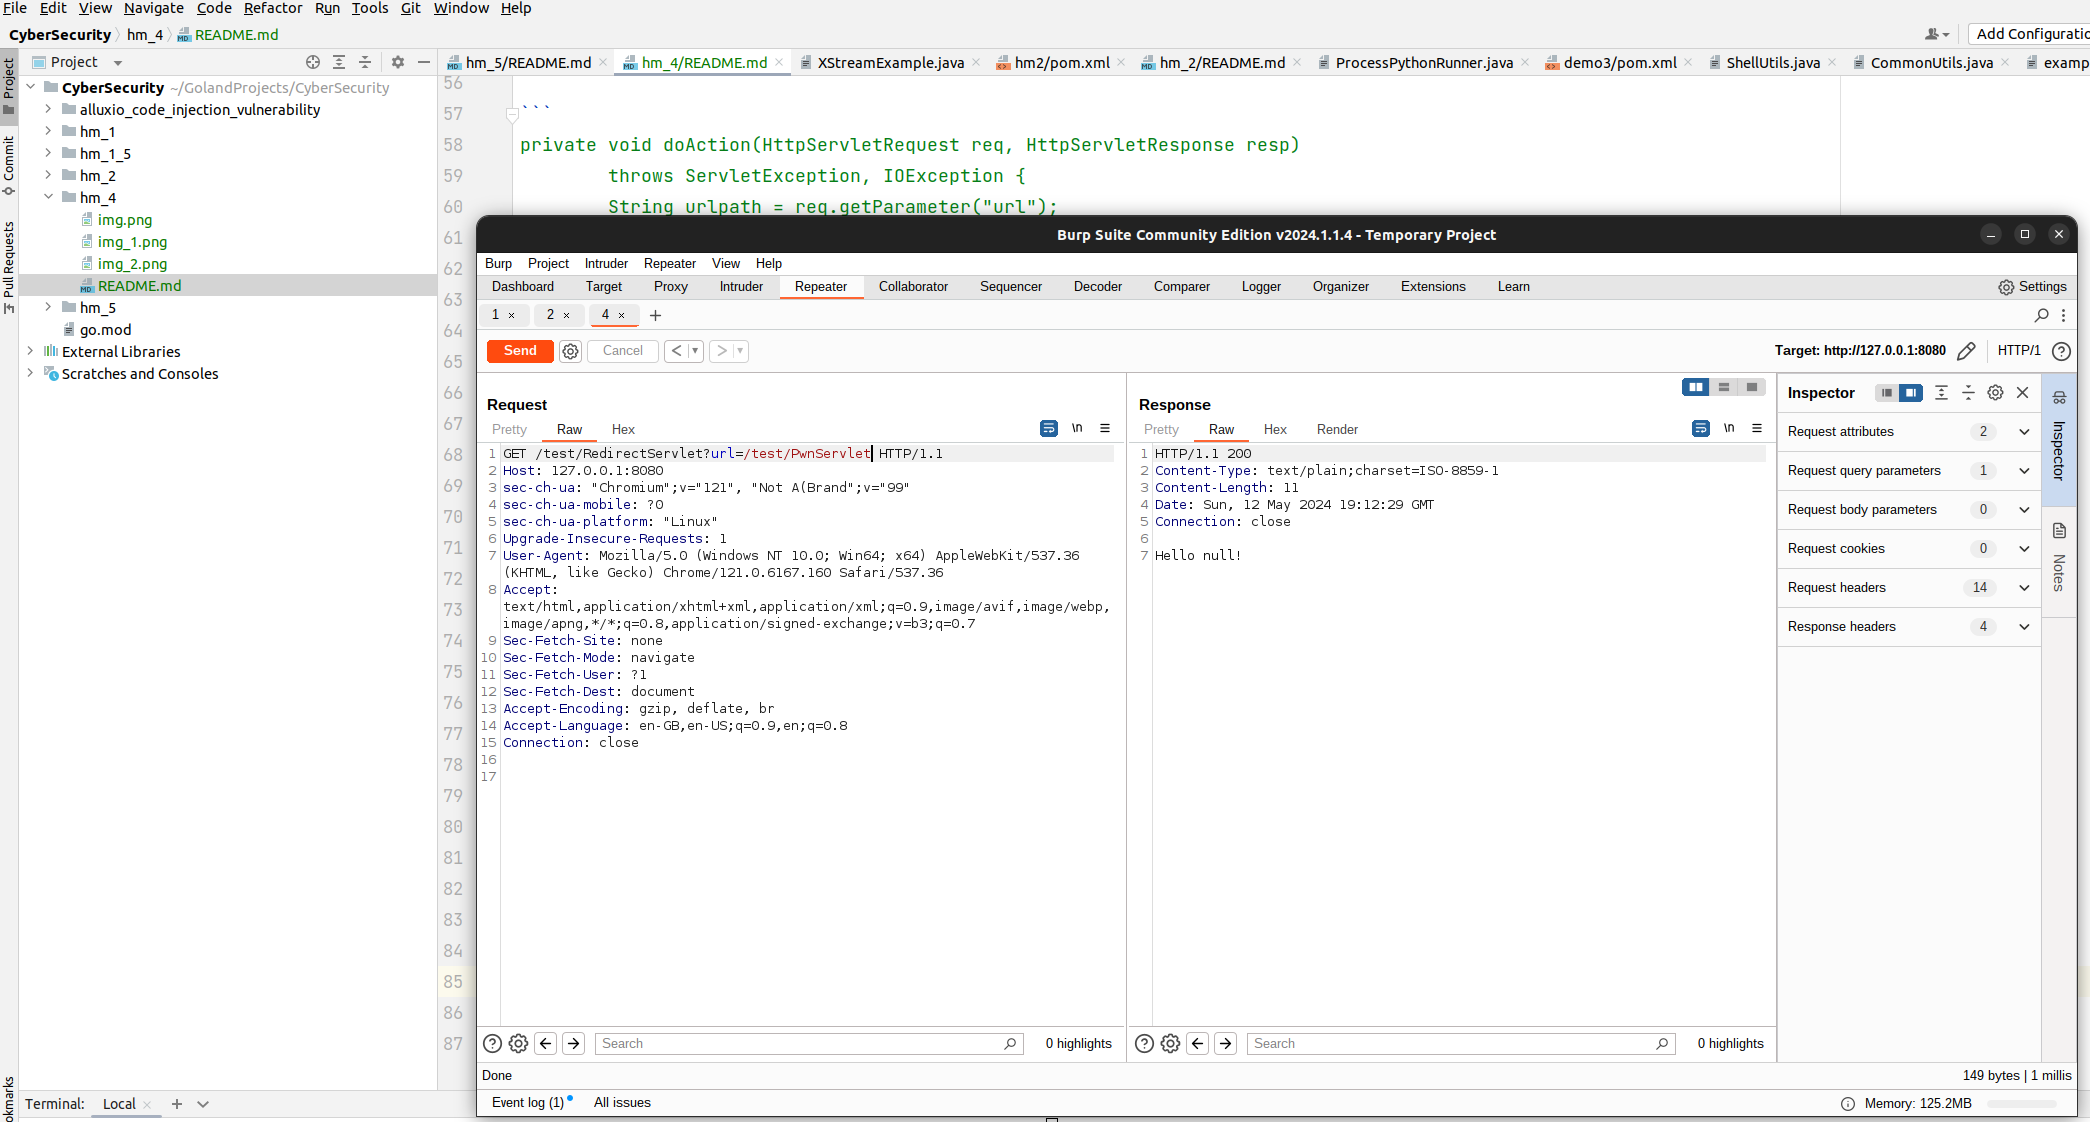 File Edit View Navigate Code Refactor Run Tools Git Window Help
CyberSecurity hm_4 README.md
Add Configuratio
Project
hm_5/README.md hm_4/README.md XStreamExample.java hm2/pom.xml hm_2/README.md ProcessPythonRunner.java demo3/pom.xml ShellUtils.java CommonUtils.java examp
Project
Commit
Pull Requests
okmarks
CyberSecurity ~/GolandProjects/CyberSecurity
alluxio_code_injection_vulnerability
hm_1
hm_1_5
hm_2
hm_4
img.png
img_1.png
img_2.png
README.md
hm_5
go.mod
External Libraries
Scratches and Consoles
56
57 ```
58 private void doAction(HttpServletRequest req, HttpServletResponse resp)
59 throws ServletException, IOException {
60 String urlpath = req.getParameter("url");
61
62
63
64
65
66
67
68
69
70
71
72
73
74
75
76
77
78
79
80
81
82
83
84
85
86
87
Burp Suite Community Edition v2024.1.1.4 - Temporary Project
Burp Project Intruder Repeater View Help
Dashboard Target Proxy Intruder Repeater Collaborator Sequencer Decoder Comparer Logger Organizer Extensions Learn Settings
1 × 2 × 4 × +
Send Cancel < >
Target: http://127.0.0.1:8080 HTTP/1
Request
Pretty Raw Hex \n
1 GET /test/RedirectServlet?url=/test/PwnServlet HTTP/1.1
2 Host: 127.0.0.1:8080
3 sec-ch-ua: "Chromium";v="121", "Not A(Brand";v="99"
4 sec-ch-ua-mobile: ?0
5 sec-ch-ua-platform: "Linux"
6 Upgrade-Insecure-Requests: 1
7 User-Agent: Mozilla/5.0 (Windows NT 10.0; Win64; x64) AppleWebKit/537.36
(KHTML, like Gecko) Chrome/121.0.6167.160 Safari/537.36
8 Accept:
text/html,application/xhtml+xml,application/xml;q=0.9,image/avif,image/webp,
image/apng,*/*;q=0.8,application/signed-exchange;v=b3;q=0.7
9 Sec-Fetch-Site: none
10 Sec-Fetch-Mode: navigate
11 Sec-Fetch-User: ?1
12 Sec-Fetch-Dest: document
13 Accept-Encoding: gzip, deflate, br
14 Accept-Language: en-GB,en-US;q=0.9,en;q=0.8
15 Connection: close
16
17
Search 0 highlights
Response
Pretty Raw Hex Render \n
1 HTTP/1.1 200
2 Content-Type: text/plain;charset=ISO-8859-1
3 Content-Length: 11
4 Date: Sun, 12 May 2024 19:12:29 GMT
5 Connection: close
6
7 Hello null!
Search 0 highlights
Inspector
Request attributes 2
Request query parameters 1
Request body parameters 0
Request cookies 0
Request headers 14
Response headers 4
Inspector
Notes
Done
149 bytes | 1 millis
Event log (1) All issues
Memory: 125.2MB
Terminal: Local × +